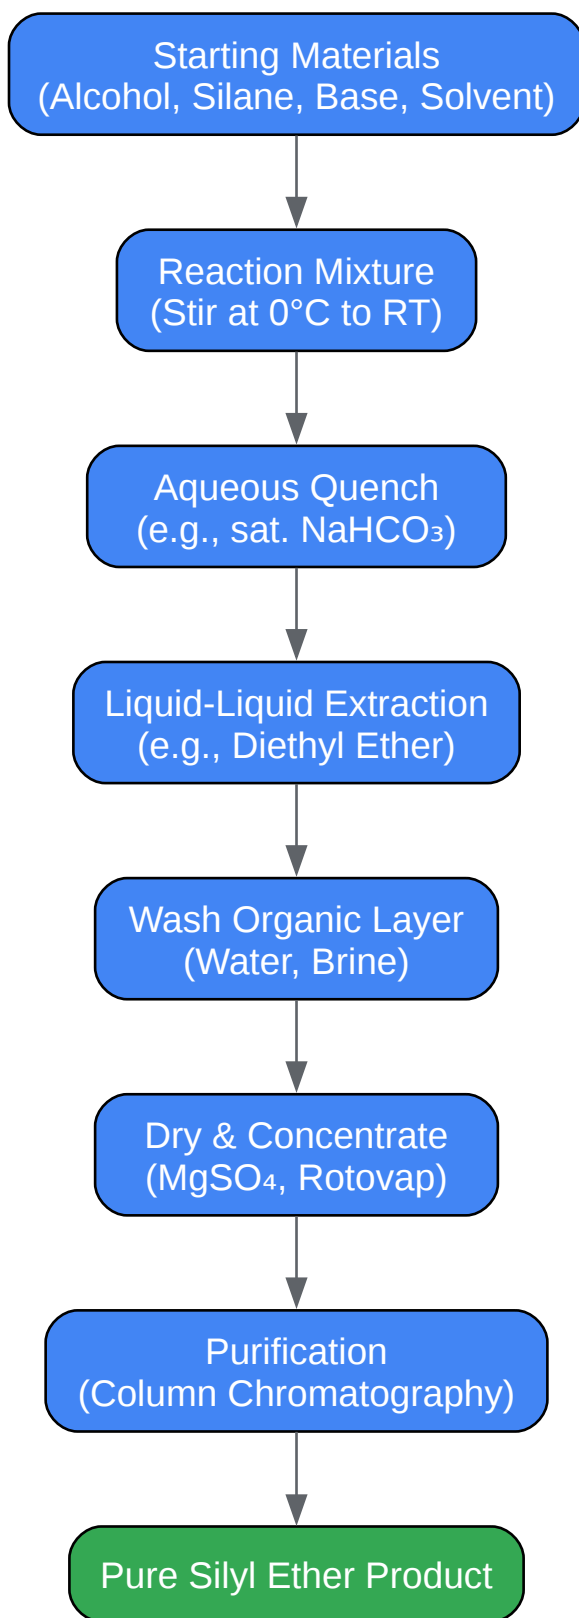 Starting Materials
(Alcohol, Silane, Base, Solvent)
Reaction Mixture
(Stir at 0°C to RT)
Aqueous Quench
(e.g., sat. NaHCO₃)
Liquid-Liquid Extraction
(e.g., Diethyl Ether)
Wash Organic Layer
(Water, Brine)
Dry & Concentrate
(MgSO₄, Rotovap)
Purification
(Column Chromatography)
Pure Silyl Ether Product